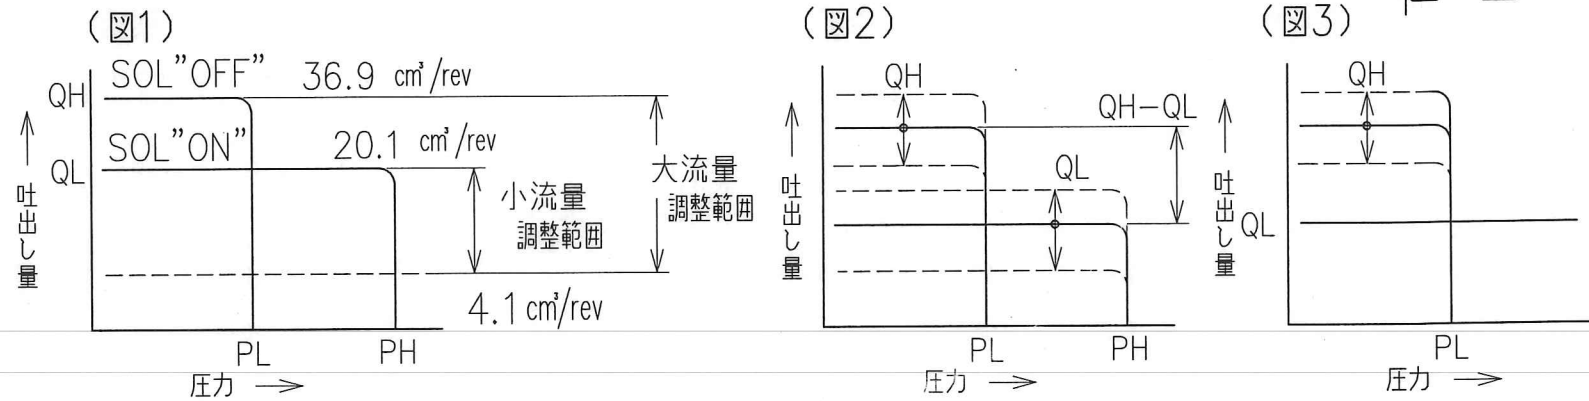 (図1)
SOL"OFF" 36.9 cm³/rev
QH
SOL"ON" 20.1 cm³/rev
QL
吐出し量
小流量
調整範囲
大流量
調整範囲
4.1 cm³/rev
PL
PH
圧力
(図2)
QH
QH-QL
QL
吐出し量
PL
PH
圧力
(図3)
QH
吐出し量
QL
PL
圧力